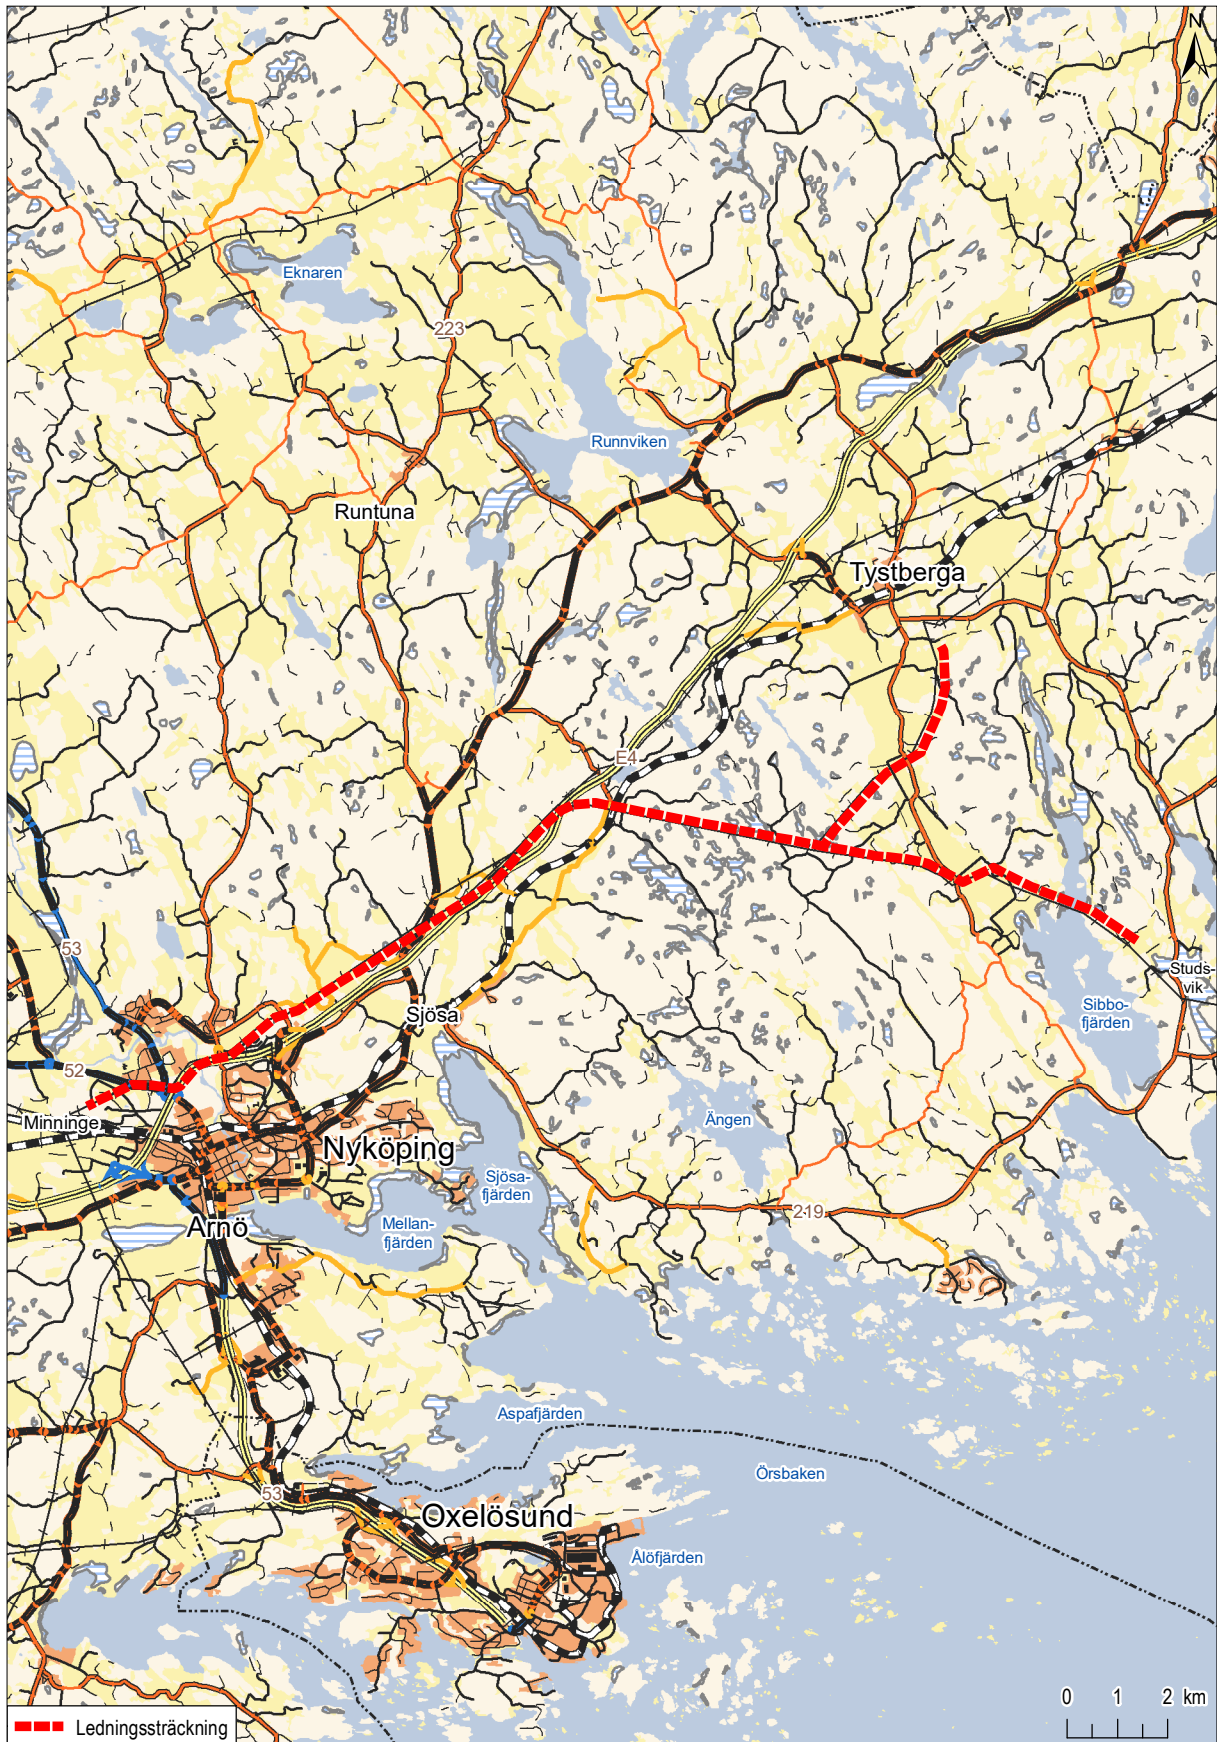 N
Eknaren
223
Runnviken
Runtuna
Tystberga
E4
53
Studs-
vik
Sjösa
Sibbo-
fjärden
52
Minninge
Ängen
Nyköping
Sjösa-
fjärden
219
Arnö
Mellan-
fjärden
Aspafjärden
Örsbaken
53
Oxelösund
Ålöfjärden
0 1 2 km
Ledningssträckning